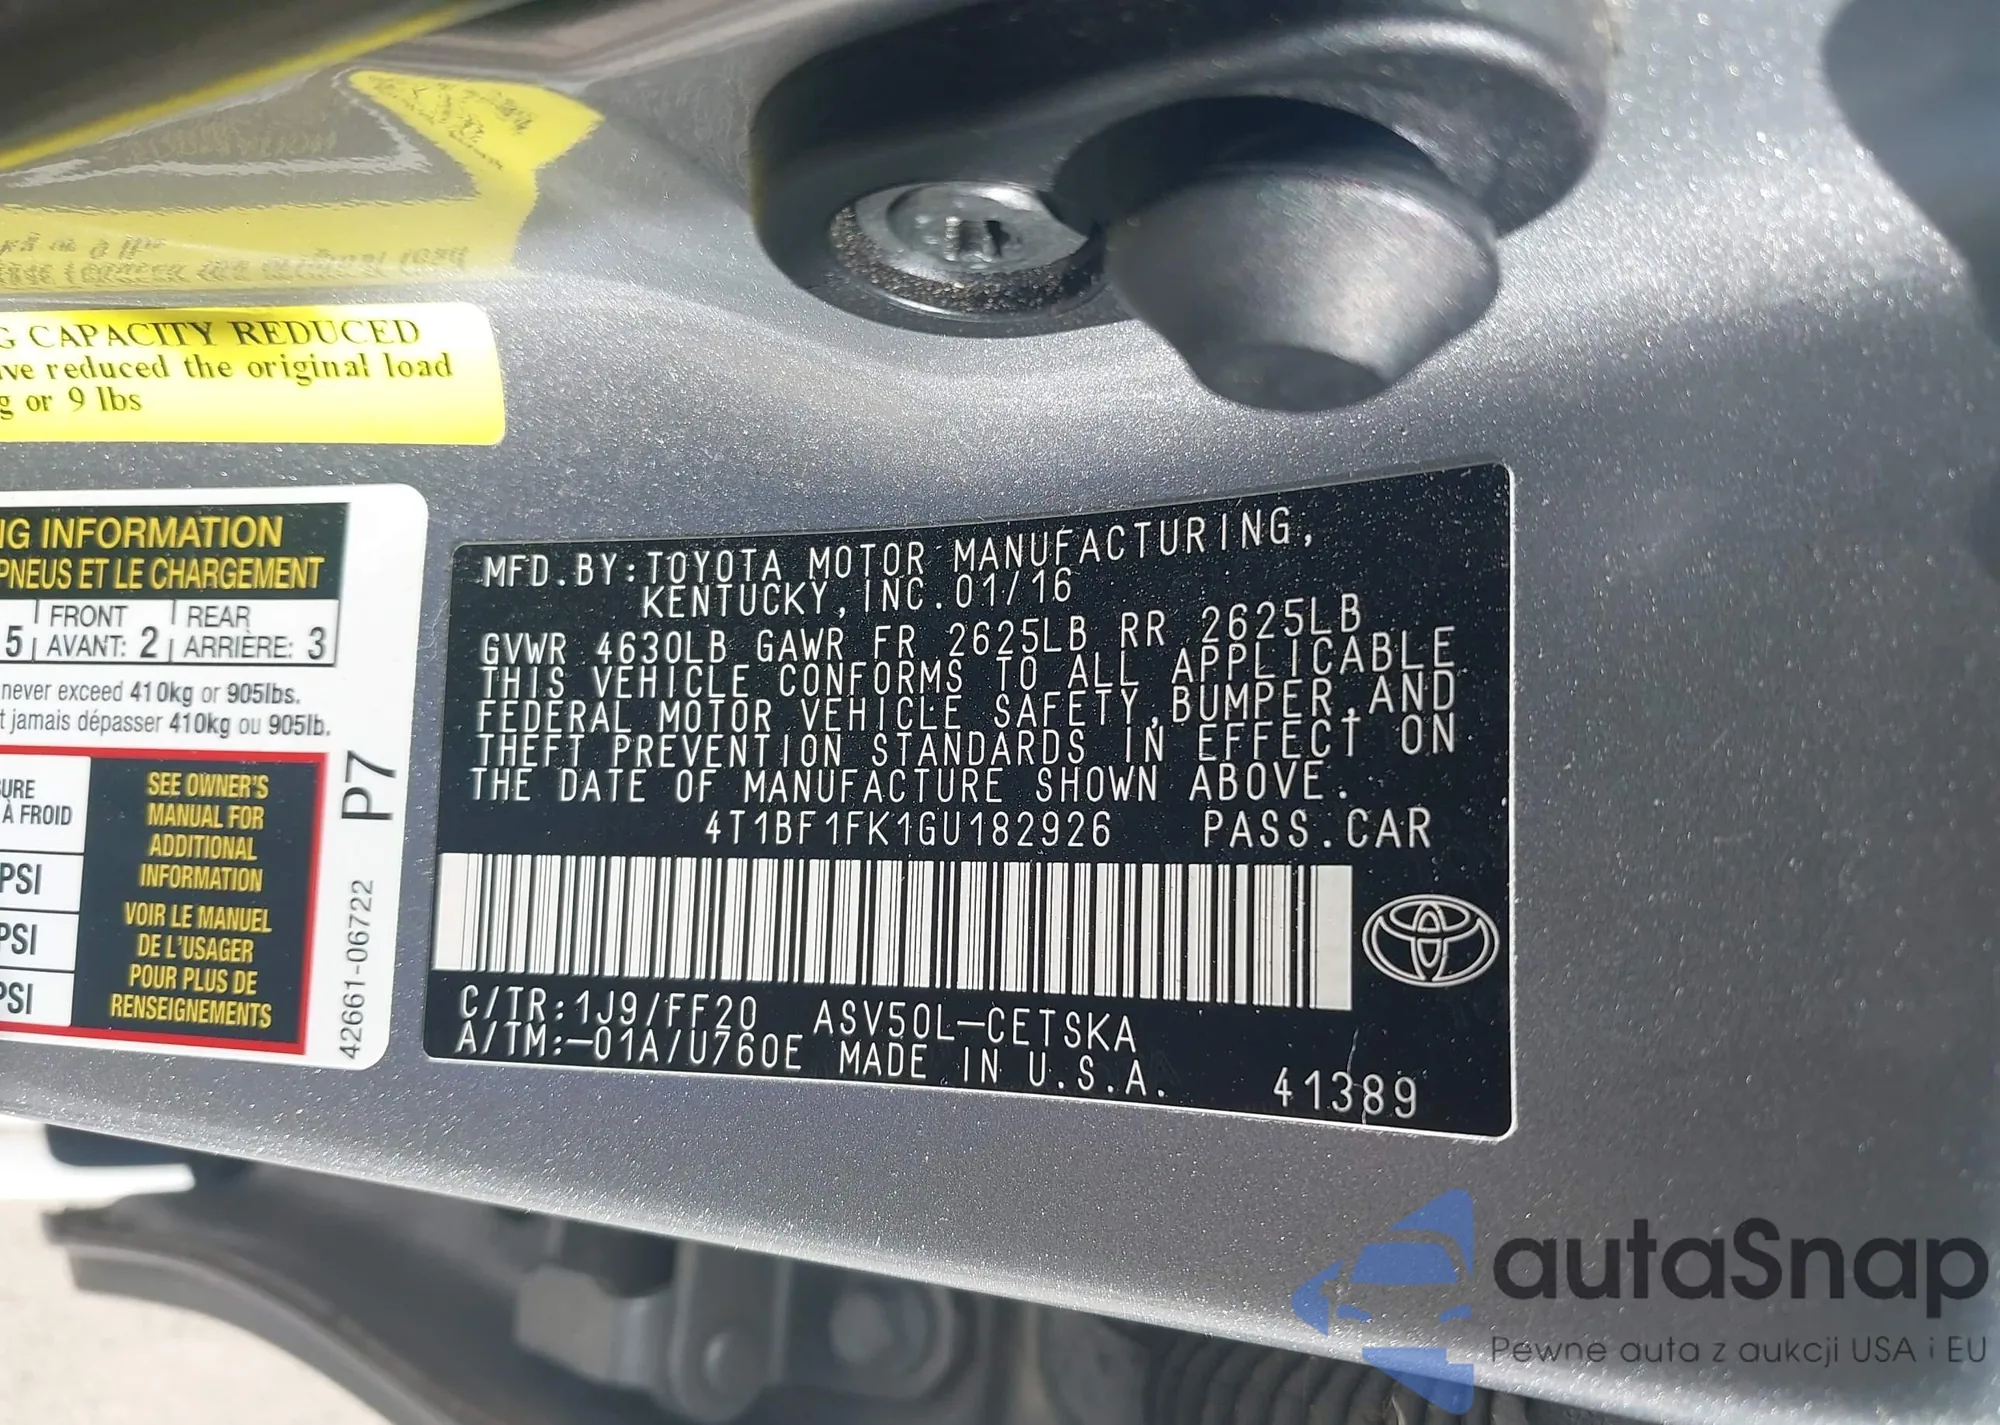 G CAPACITY REDUCED
ve reduced the original load
g or 9 lbs
NG INFORMATION
PNEUS ET LE CHARGEMENT
5 FRONT AVANT: 2 REAR ARRIÈRE: 3
never exceed 410kg or 905lbs.
t jamais dépasser 410kg ou 905lb.
URE
À FROID
PSI
PSI
PSI
SEE OWNER'S
MANUAL FOR
ADDITIONAL
INFORMATION
VOIR LE MANUEL
DE L'USAGER
POUR PLUS DE
RENSEIGNEMENTS
42661-06722 P7
MFD.BY:TOYOTA MOTOR MANUFACTURING,
KENTUCKY,INC.01/16
GVWR 4630LB GAWR FR 2625LB RR 2625LB
THIS VEHICLE CONFORMS TO ALL APPLICABLE
FEDERAL MOTOR VEHICLE SAFETY,BUMPER,AND
THEFT PREVENTION STANDARDS IN EFFECT ON
THE DATE OF MANUFACTURE SHOWN ABOVE.
4T1BF1FK1GU182926 PASS.CAR
C/TR:1J9/FF20 ASV50L-CETSKA
A/TM:-01A/U760E MADE IN U.S.A.
41389
autaSnap
Pewne auta z aukcji USA i EU